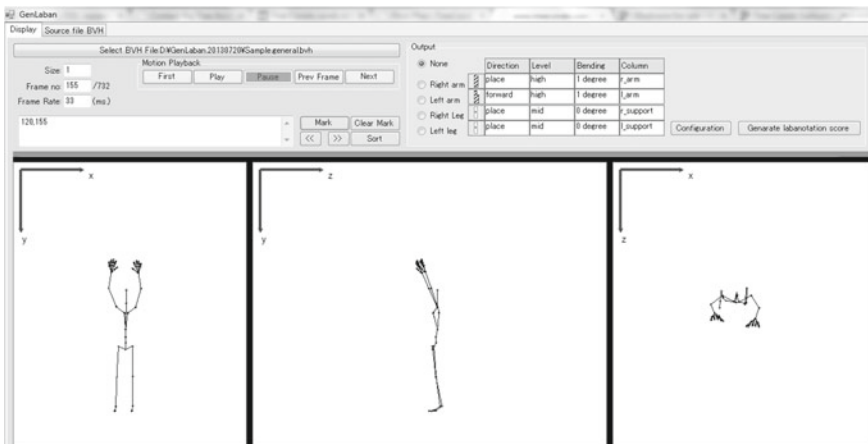 GenLaban
Display Source file BVH
Select BVH File:D¥GenLaban.20130720¥Sample¥general.bvh
Size 1
Frame no 155 /732
Frame Rate 33 (ms.)
Motion Playback
First Play Pause Prev Frame Next
120,155
Mark Clear Mark
<< >> Sort
Output
None
Right arm
Left arm
Right Leg
Left leg
Direction Level Bending Column
place high 1 degree r_arm
forward high 1 degree l_arm
place mid 0 degree r_support
place mid 0 degree l_support
Configuration Genarate labanotation score
x
y
z
y
x
z